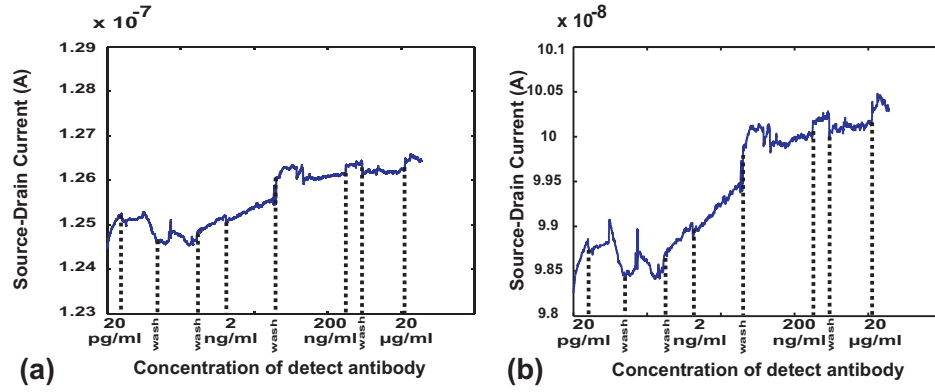 x 10-7
1.29
1.28
1.27
1.26
1.25
1.24
1.23
Source-Drain Current (A)
20 wash wash 2 wash 200 wash 20
pg/ml ng/ml ng/ml µg/ml
(a) Concentration of detect antibody
x 10-8
10.1
10.05
10
9.95
9.9
9.85
9.8
Source-Drain Current (A)
20 wash wash 2 wash 200 wash 20
pg/ml ng/ml ng/ml µg/ml
(b) Concentration of detect antibody